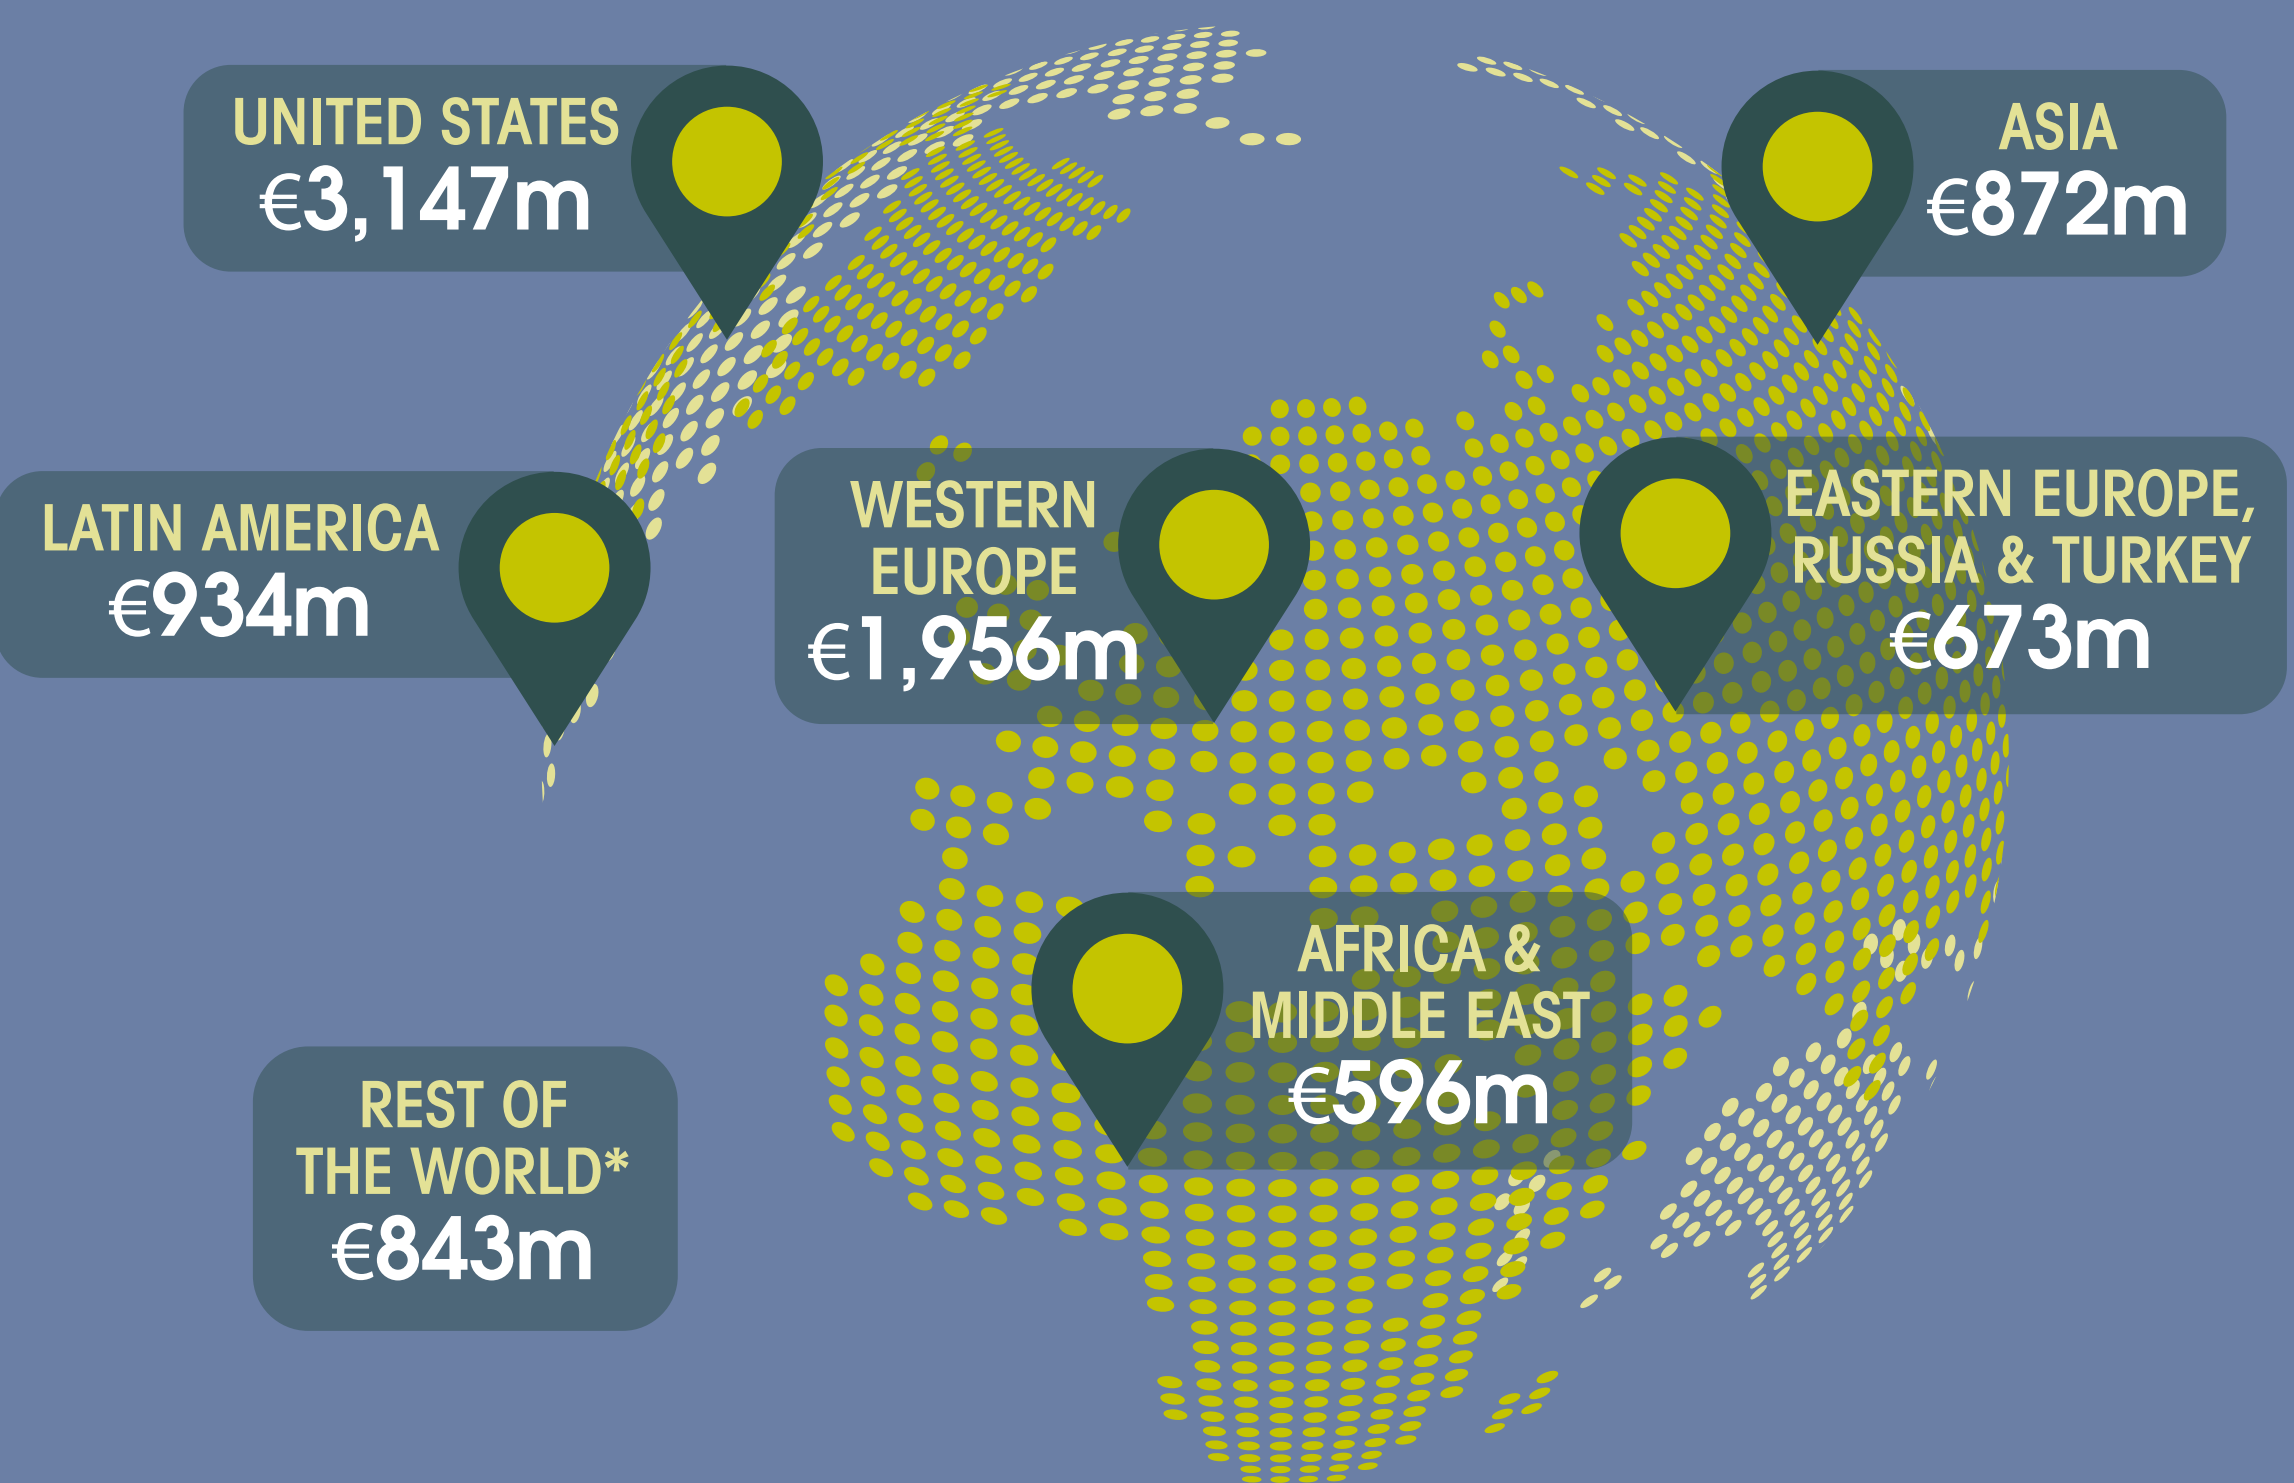 UNITED STATES
€3,147m
ASIA
€872m
LATIN AMERICA
€934m
WESTERN
EUROPE
€1,956m
EASTERN EUROPE,
RUSSIA & TURKEY
€673m
AFRICA &
MIDDLE EAST
€596m
REST OF
THE WORLD*
€843m